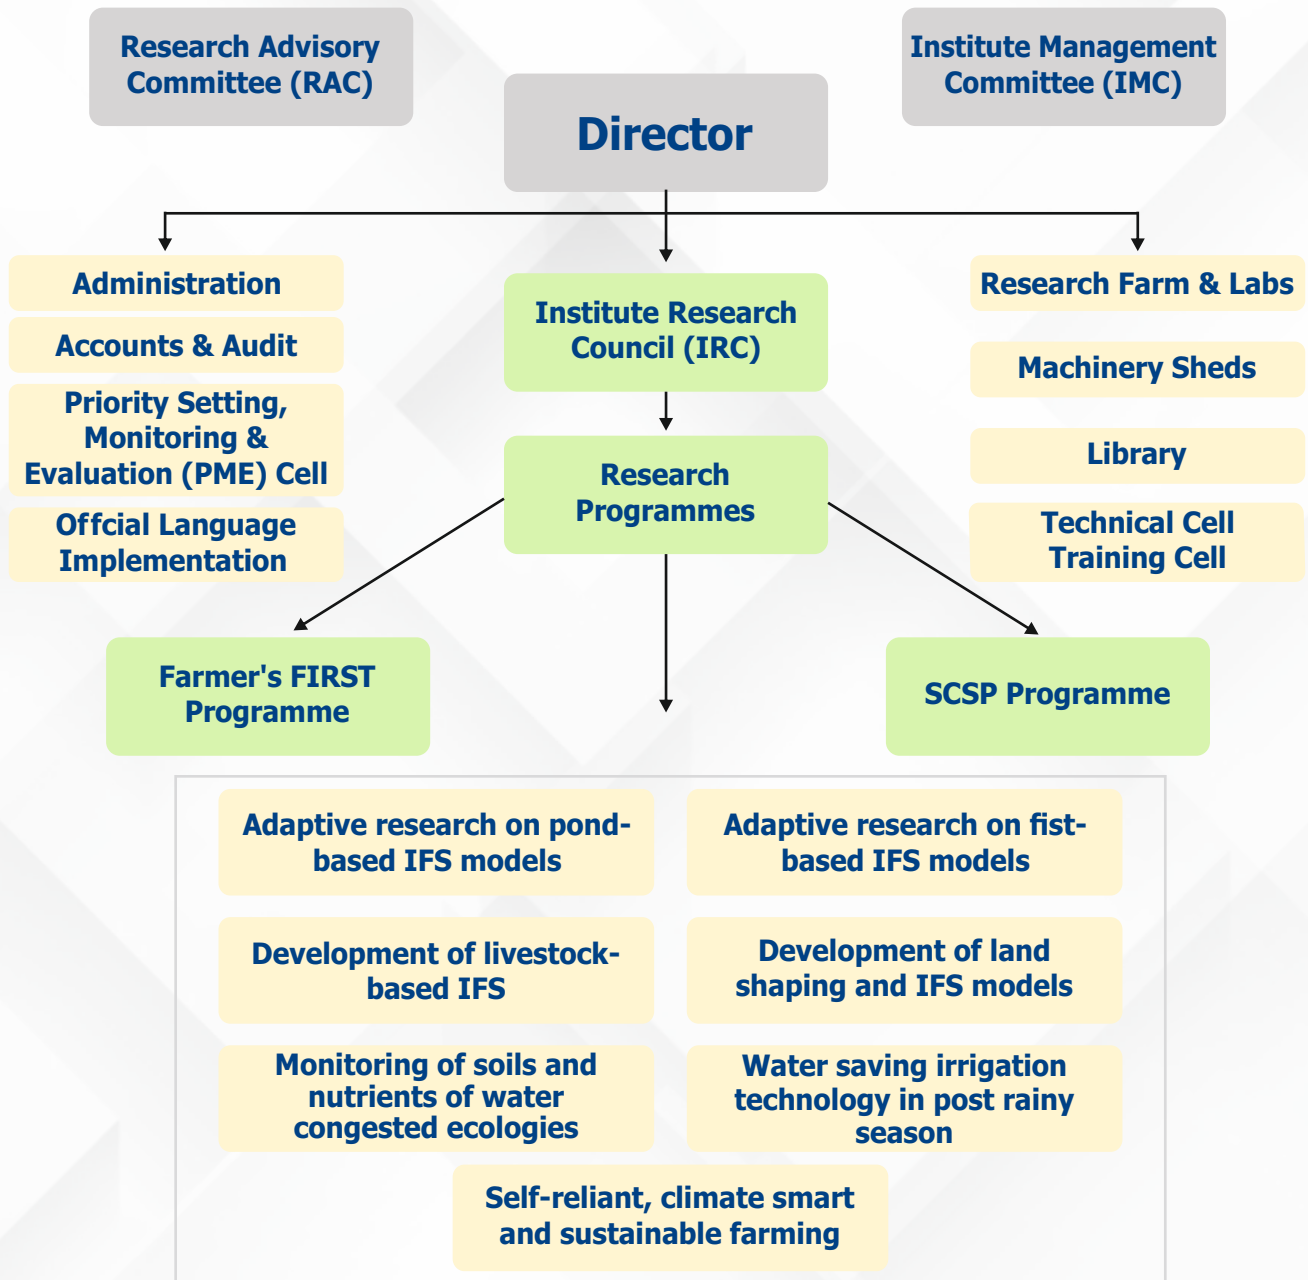 Research Advisory
Committee (RAC)
Institute Management
Committee (IMC)
Director
Administration
Accounts & Audit
Priority Setting,
Monitoring &
Evaluation (PME) Cell
Offcial Language
Implementation
Institute Research
Council (IRC)
Research
Programmes
Research Farm & Labs
Machinery Sheds
Library
Technical Cell
Training Cell
Farmer's FIRST
Programme
SCSP Programme
Adaptive research on pond-
based IFS models
Adaptive research on fist-
based IFS models
Development of livestock-
based IFS
Development of land
shaping and IFS models
Monitoring of soils and
nutrients of water
congested ecologies
Water saving irrigation
technology in post rainy
season
Self-reliant, climate smart
and sustainable farming